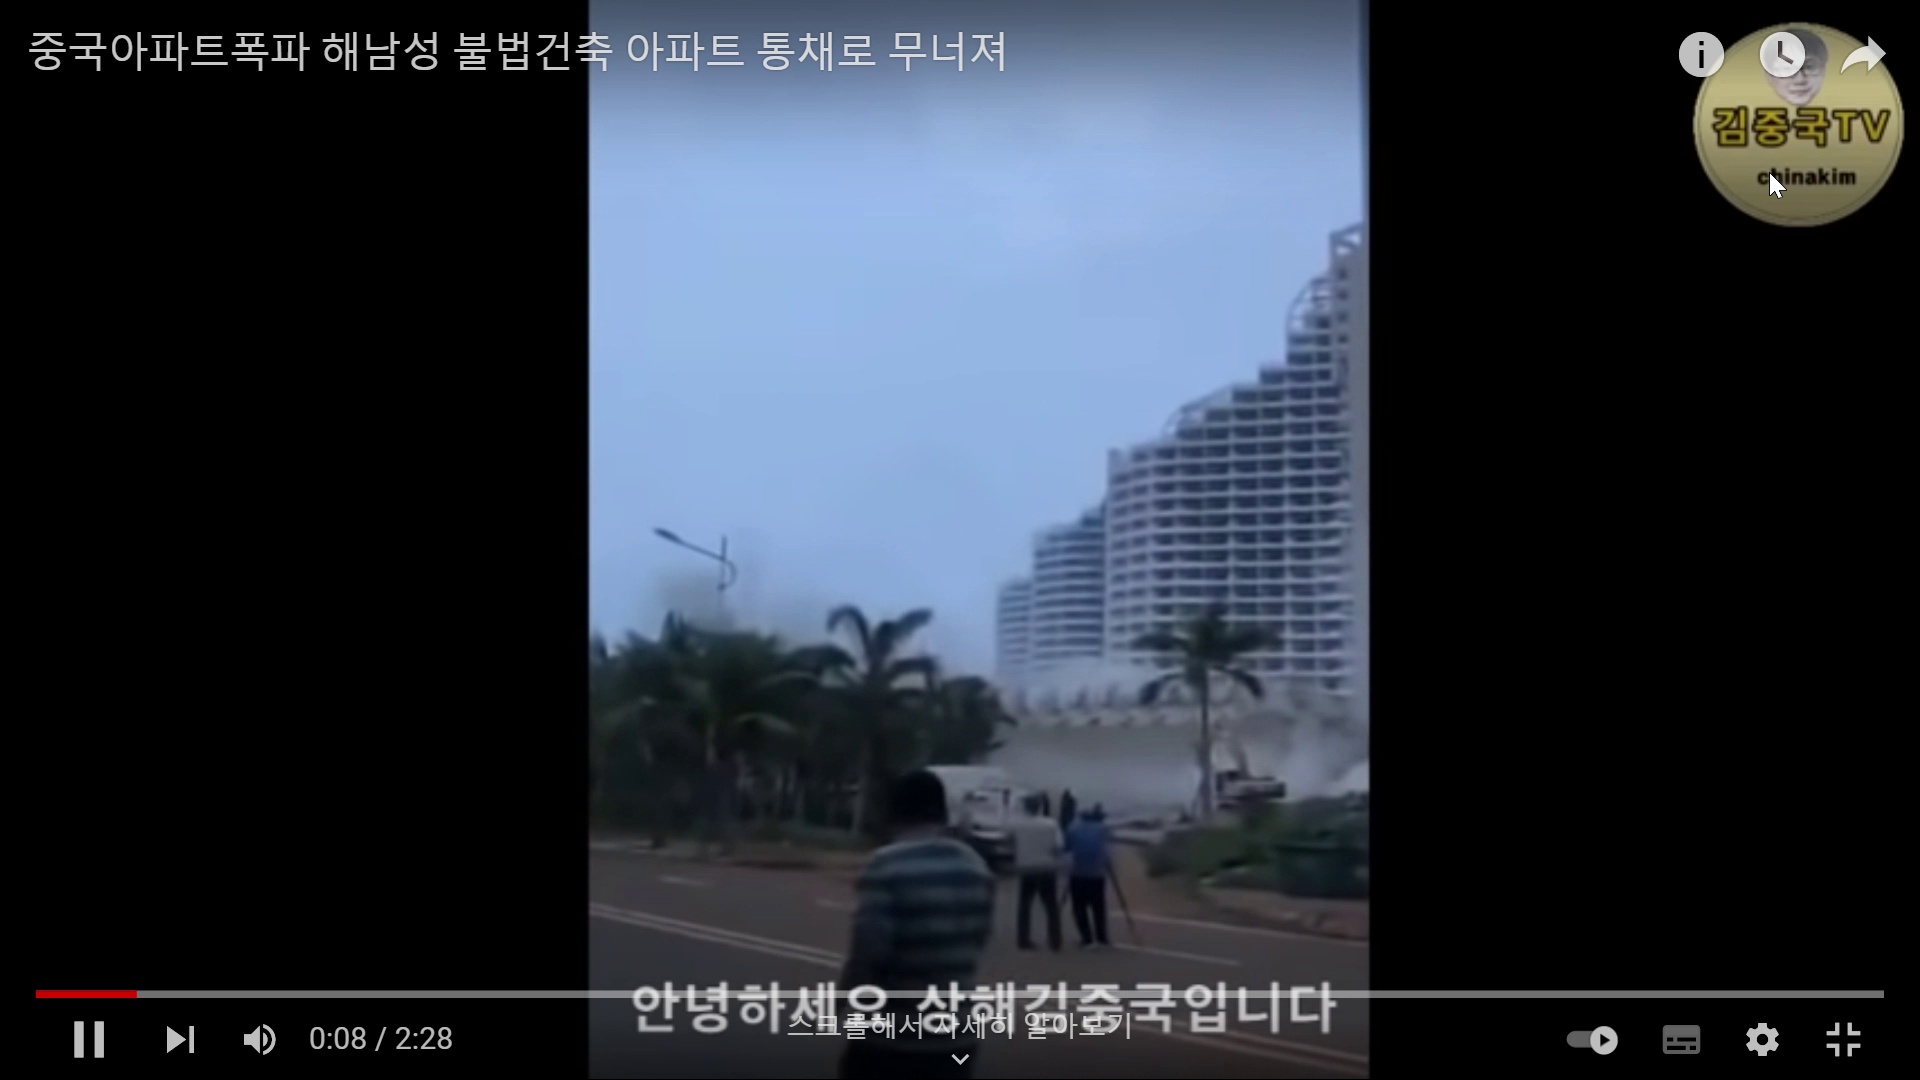 중국아파트폭파 해남성 불법건축 아파트 통채로 무너져
김중국TV
chinakim
안녕하세요 상해김중국입니다
스크롤해서 자세히 알아보기
0:08 / 2:28